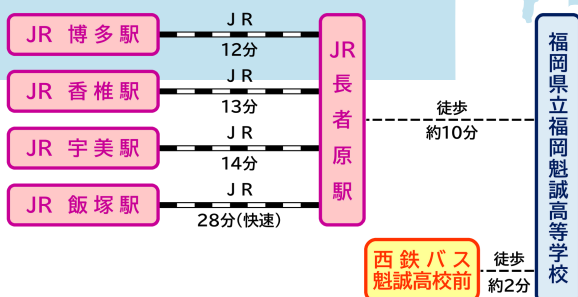 JR 博多駅
JR
12分
JR 香椎駅
JR
13分
JR 宇美駅
JR
14分
JR 飯塚駅
JR
28分(快速)
JR長者原駅
徒歩
約10分
西鉄バス
魁誠高校前
徒歩
約2分
福岡県立福岡魁誠高等学校